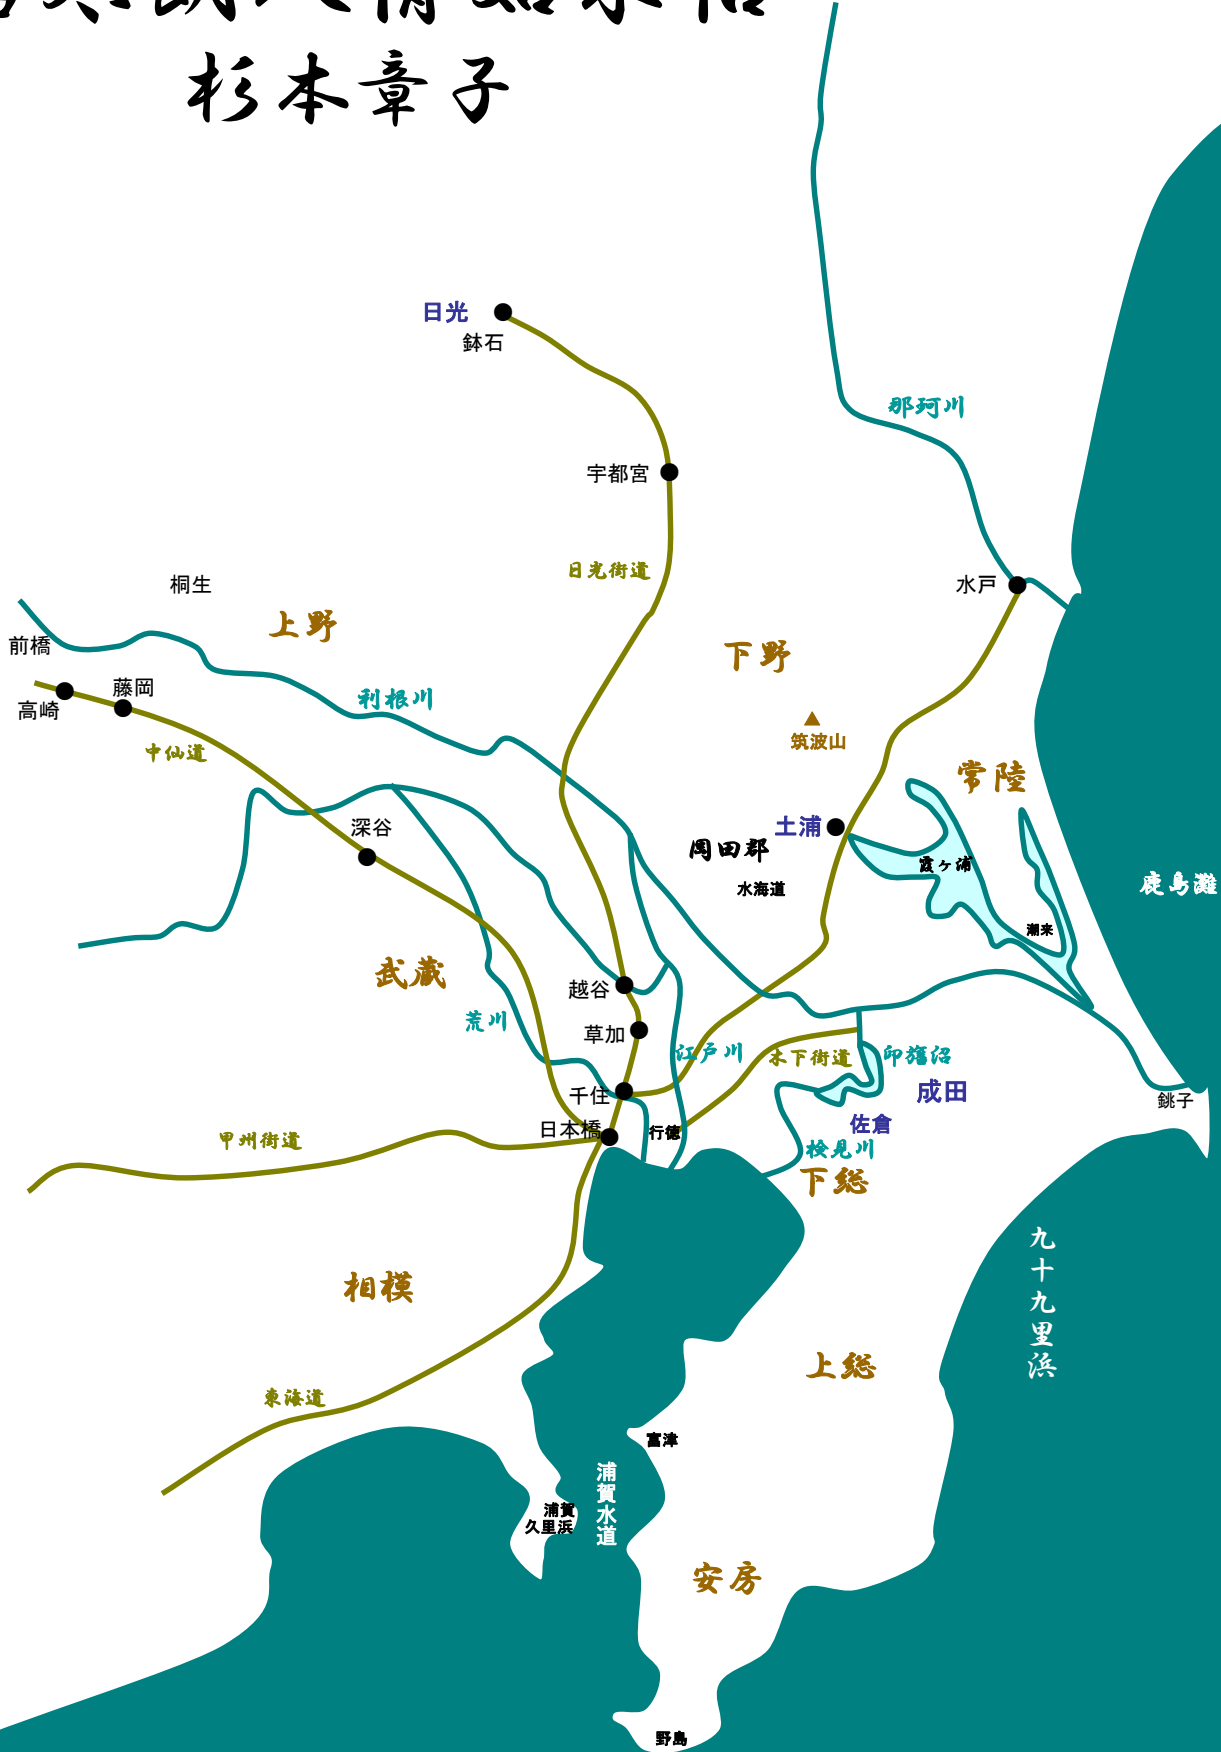 杉本章子
日光
鉢石
那珂川
宇都宮
日光街道
桐生
水戸
上野
前橋
下野
藤岡
利根川
高崎
筑波山
中仙道
常陸
深谷
土浦
岡田郡
霞ヶ浦
水海道
鹿島灘
潮来
武蔵
越谷
荒川
草加
江戸川
木下街道
印旛沼
千住
成田
銚子
佐倉
日本橋
行徳
甲州街道
検見川
下総
九十九里浜
相模
上総
東海道
富津
浦賀水道
浦賀
久里浜
安房
野島